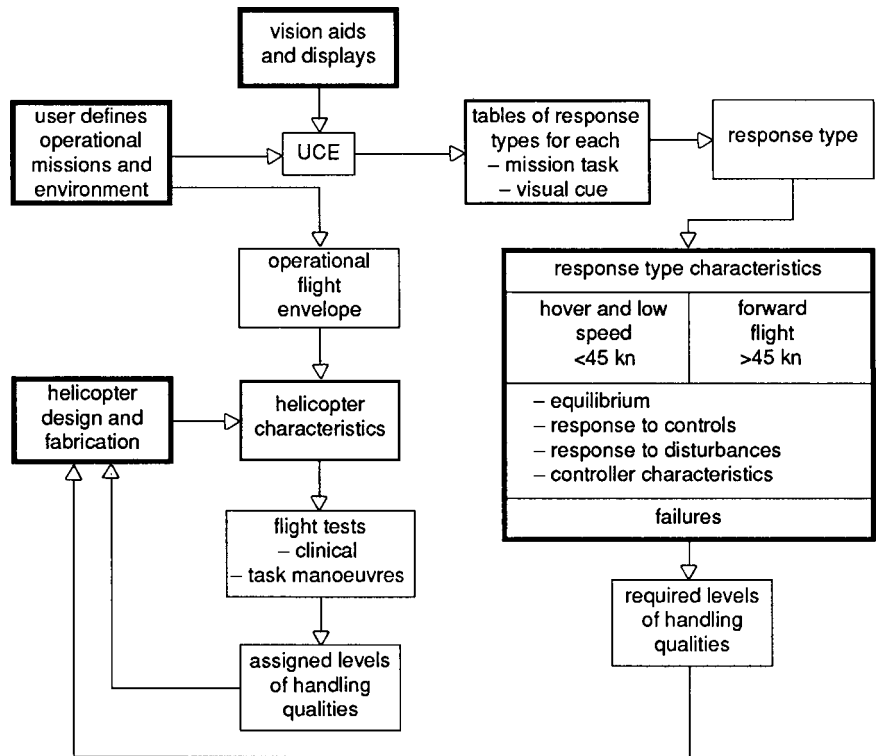 vision aids
and displays
user defines
operational
missions and
environment
UCE
tables of response
types for each
– mission task
– visual cue
response type
operational
flight
envelope
response type characteristics
hover and low
speed
<45 kn
forward
flight
>45 kn
helicopter
design and
fabrication
helicopter
characteristics
– equilibrium
– response to controls
– response to disturbances
– controller characteristics
failures
flight tests
– clinical
– task manoeuvres
required levels
of handling
qualities
assigned levels
of handling
qualities